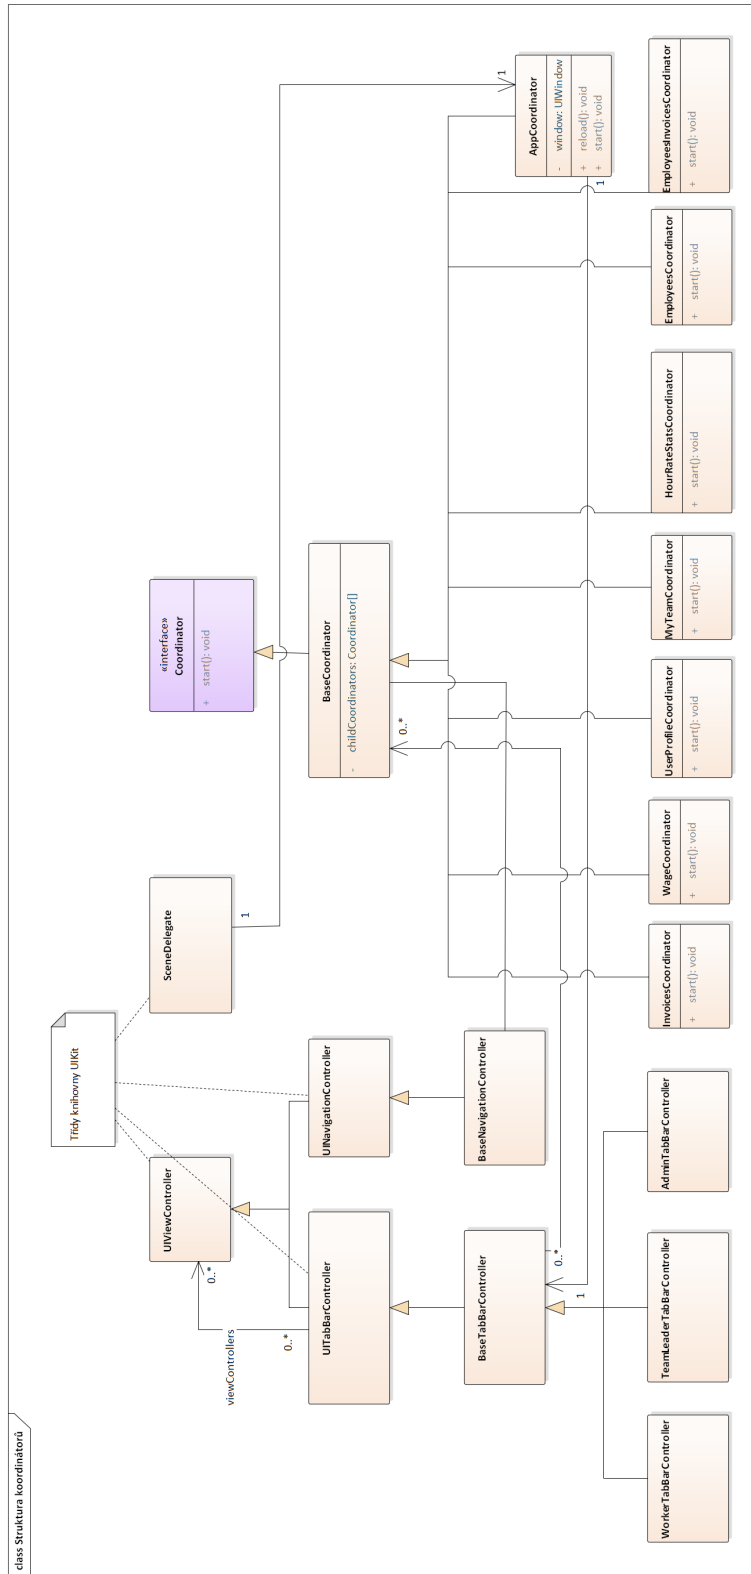 class Struktura koordinátorů
Třídy knihovny UIKit
UIViewController
SceneDelegate
«interface»
Coordinator
+ start(): void
0..*
viewControllers
0..*
1
1
UITabBarController
UINavigationController
BaseCoordinator
- childCoordinators: Coordinator[]
0..*
BaseTabBarController
0..*
1
BaseNavigationController
AppCoordinator
- window: UIWindow
+ reload(): void
+ start(): void
1
WorkerTabBarController
TeamLeaderTabBarController
AdminTabBarController
InvoicesCoordinator
+ start(): void
WageCoordinator
+ start(): void
UserProfileCoordinator
+ start(): void
MyTeamCoordinator
+ start(): void
HourRateStatsCoordinator
+ start(): void
EmployeesCoordinator
+ start(): void
EmployeesInvoicesCoordinator
+ start(): void